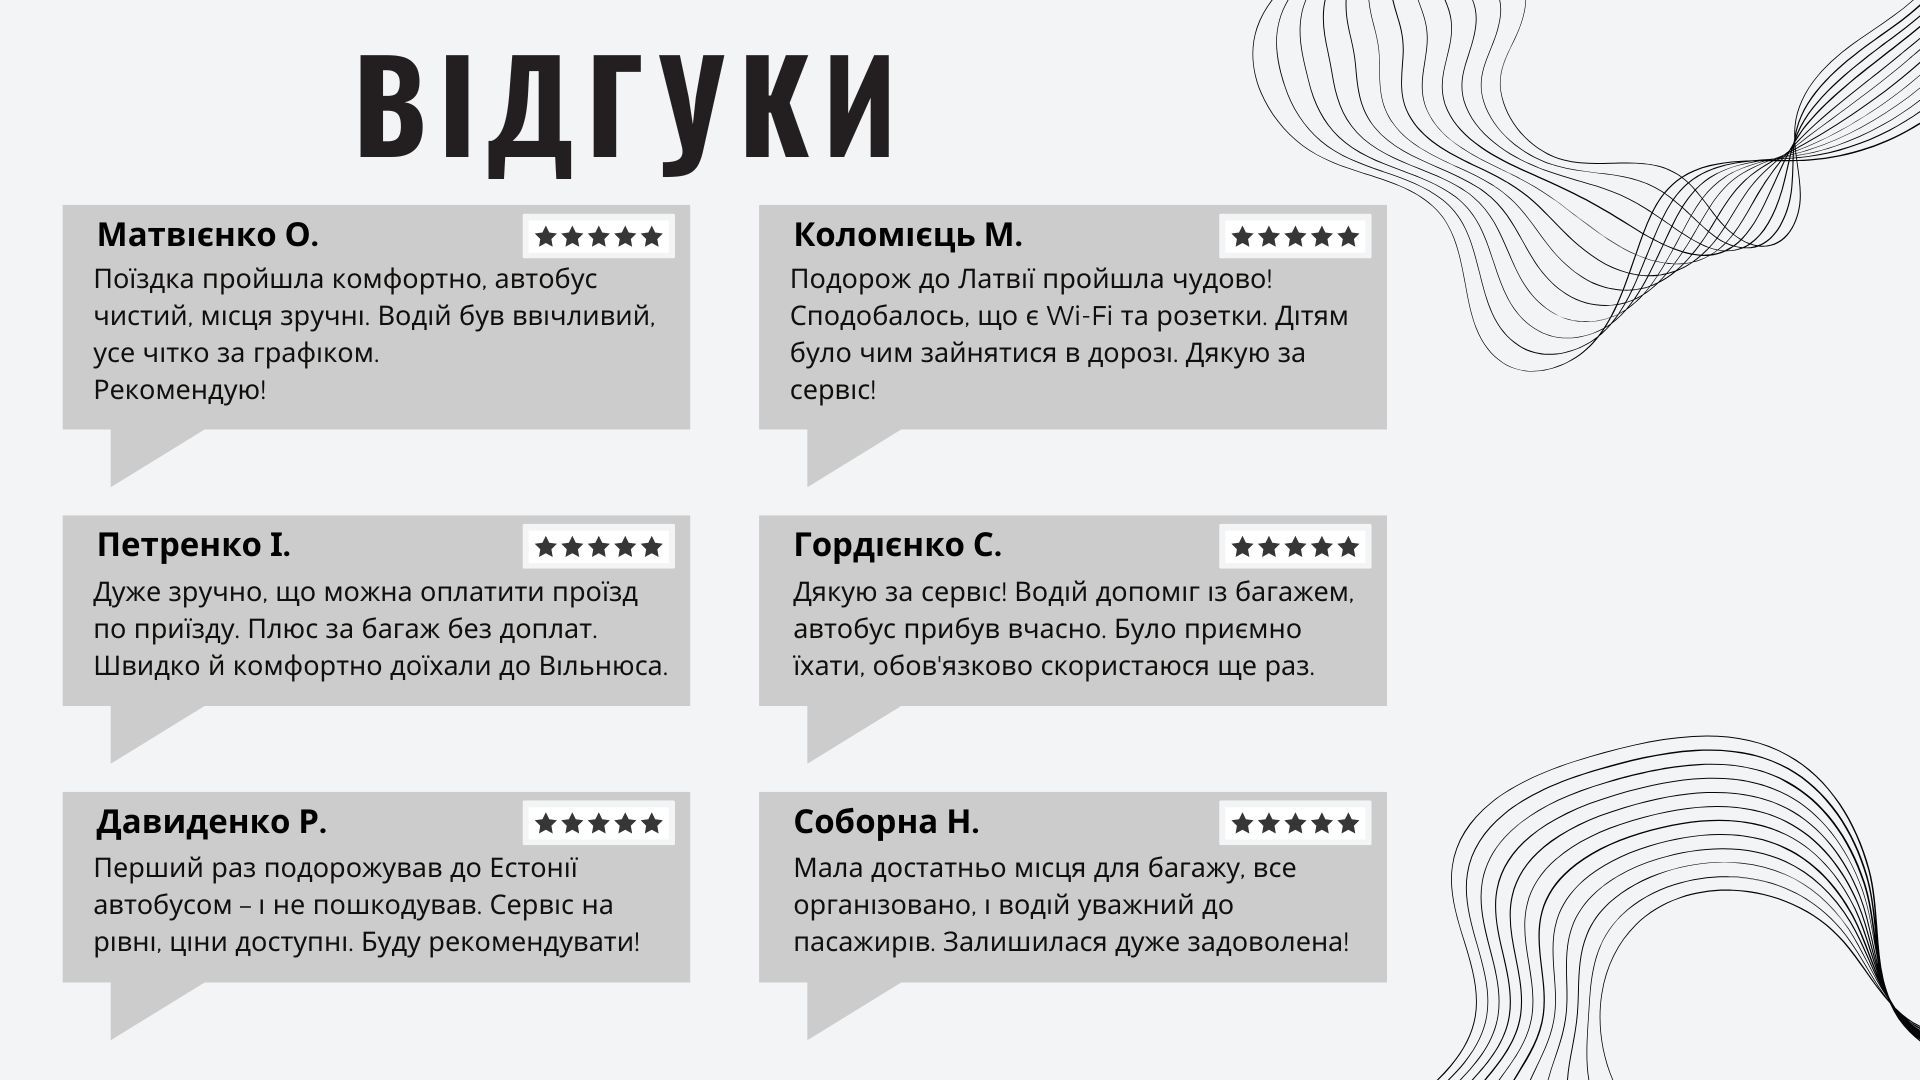 ВІДГУКИ
Матвієнко О.
Поїздка пройшла комфортно, автобус
чистий, місця зручні. Водій був ввічливий,
усе чітко за графіком.
Рекомендую!
Коломієць М.
Подорож до Латвії пройшла чудово!
Сподобалось, що є Wi-Fi та розетки. Дітям
було чим зайнятися в дорозі. Дякую за
сервіс!
Петренко І.
Дуже зручно, що можна оплатити проїзд
по приїзду. Плюс за багаж без доплат.
Швидко й комфортно доїхали до Вільнюса.
Гордієнко С.
Дякую за сервіс! Водій допоміг із багажем,
автобус прибув вчасно. Було приємно
їхати, обов'язково скористаюся ще раз.
Давиденко Р.
Перший раз подорожував до Естонії
автобусом – і не пошкодував. Сервіс на
рівні, ціни доступні. Буду рекомендувати!
Соборна Н.
Мала достатньо місця для багажу, все
організовано, і водій уважний до
пасажирів. Залишилася дуже задоволена!